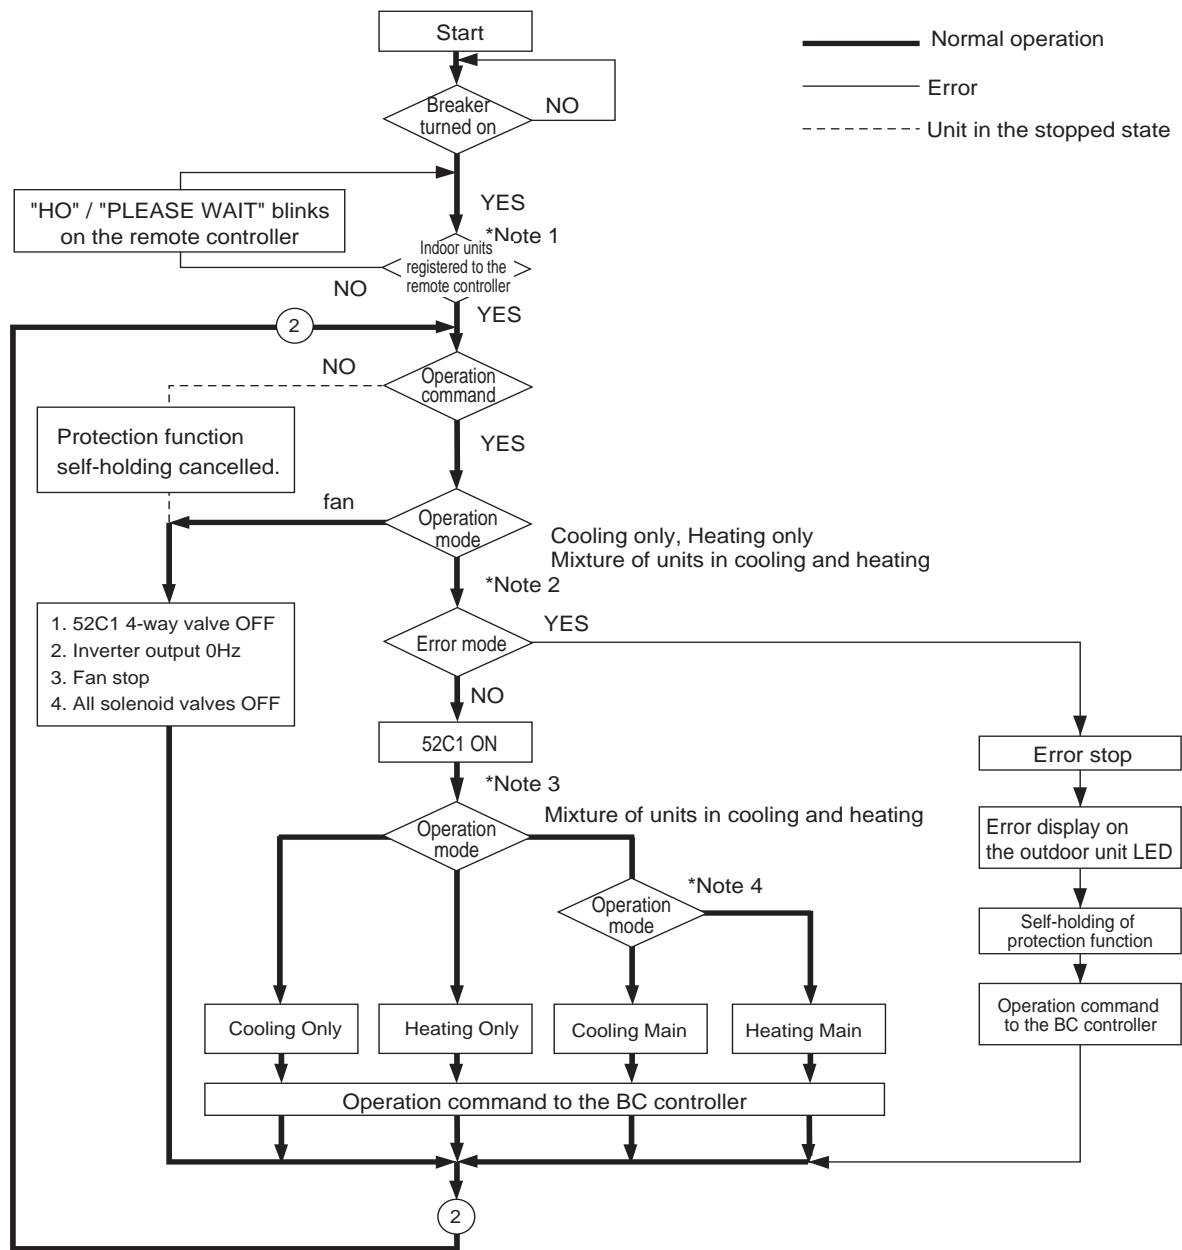 Start
Normal operation
Error
Unit in the stopped state
Breaker
turned on
NO
YES
"HO" / "PLEASE WAIT" blinks
on the remote controller
*Note 1
Indoor units
registered to the
remote controller
NO
YES
2
NO
Operation
command
YES
Protection function
self-holding cancelled.
fan
Operation
mode
Cooling only, Heating only
Mixture of units in cooling and heating
*Note 2
1. 52C1 4-way valve OFF
2. Inverter output 0Hz
3. Fan stop
4. All solenoid valves OFF
Error mode
YES
NO
52C1 ON
Error stop
*Note 3
Mixture of units in cooling and heating
Operation
mode
Error display on
the outdoor unit LED
*Note 4
Operation
mode
Self-holding of
protection function
Operation command
to the BC controller
Cooling Only
Heating Only
Cooling Main
Heating Main
Operation command to the BC controller
2